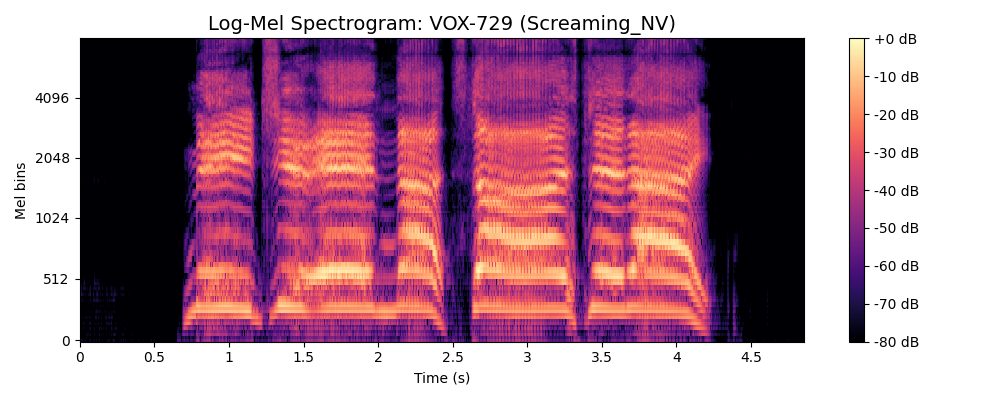 Log-Mel Spectrogram: VOX-729 (Screaming_NV)
+0 dB
-10 dB
-20 dB
-30 dB
-40 dB
-50 dB
-60 dB
-70 dB
-80 dB
Mel bins
4096
2048
1024
512
0
0
0.5
1
1.5
2
2.5
3
3.5
4
4.5
Time (s)